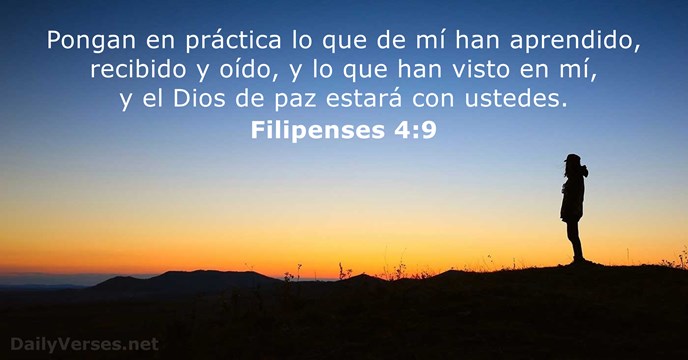 Pongan en práctica lo que de mí han aprendido,
recibido y oído, y lo que han visto en mí,
y el Dios de paz estará con ustedes.
Filipenses 4:9
DailyVerses.net